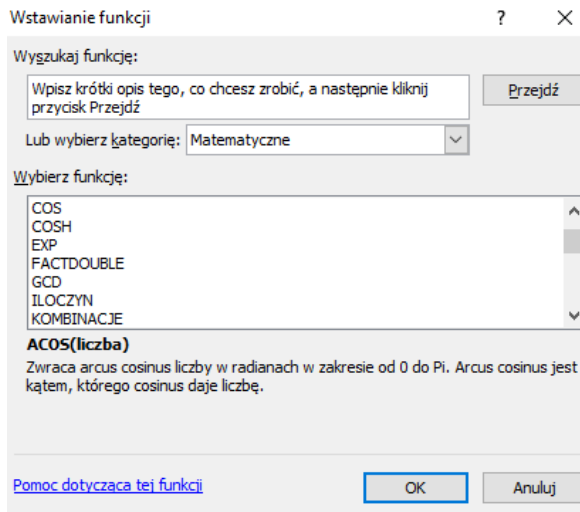 Wstawianie funkcji ? ×
Wyszukaj funkcję:
Wpisz krótki opis tego, co chcesz zrobić, a następnie kliknij
przycisk Przejdź
Przejdź
Lub wybierz kategorię: Matematyczne
Wybierz funkcję:
COS
COSH
EXP
FACTDOUBLE
GCD
ILOCZYN
KOMBINACJE
ACOS(liczba)
Zwraca arcus cosinus liczby w radianach w zakresie od 0 do Pi. Arcus cosinus jest
kątem, którego cosinus daje liczbę.
Pomoc dotycząca tej funkcji
OK
Anuluj